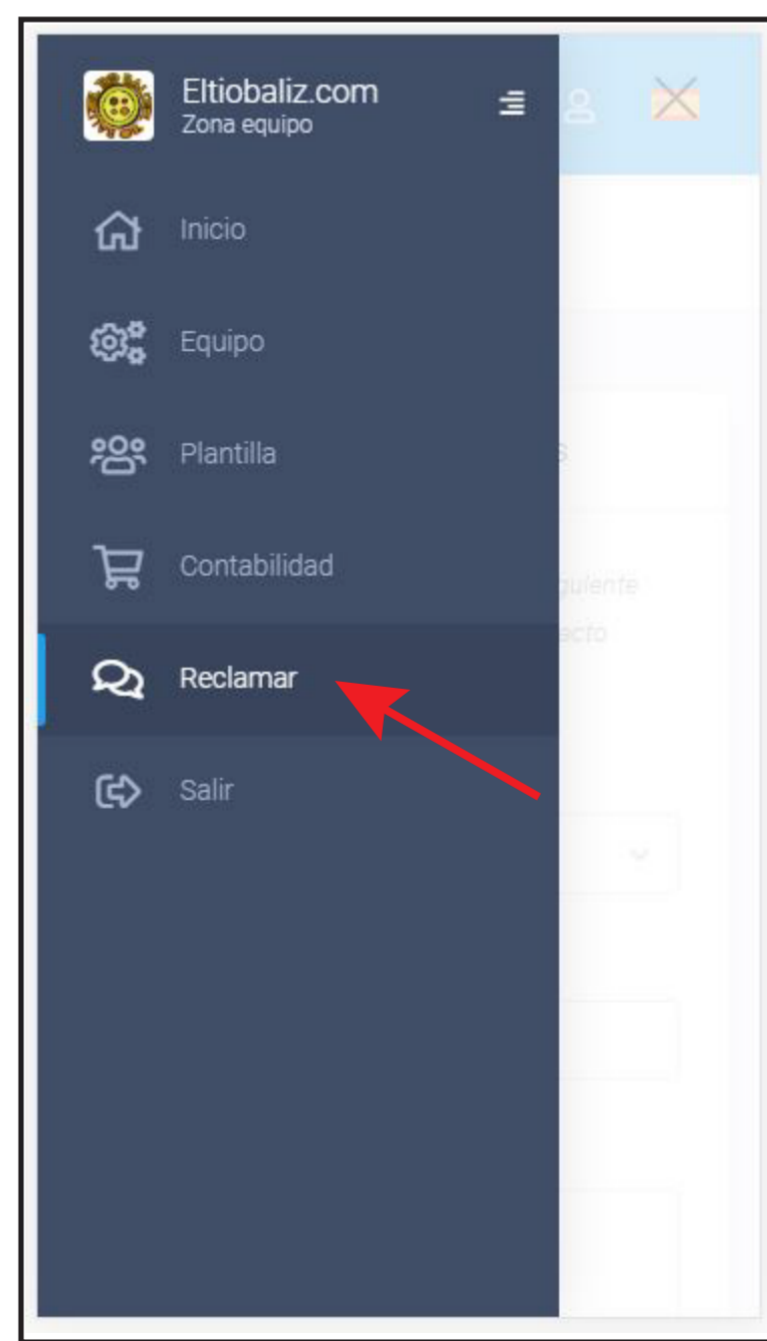 Eltiobaliz.com
Zona equipo
Inicio
Equipo
Plantilla
Contabilidad
Reclamar
Salir